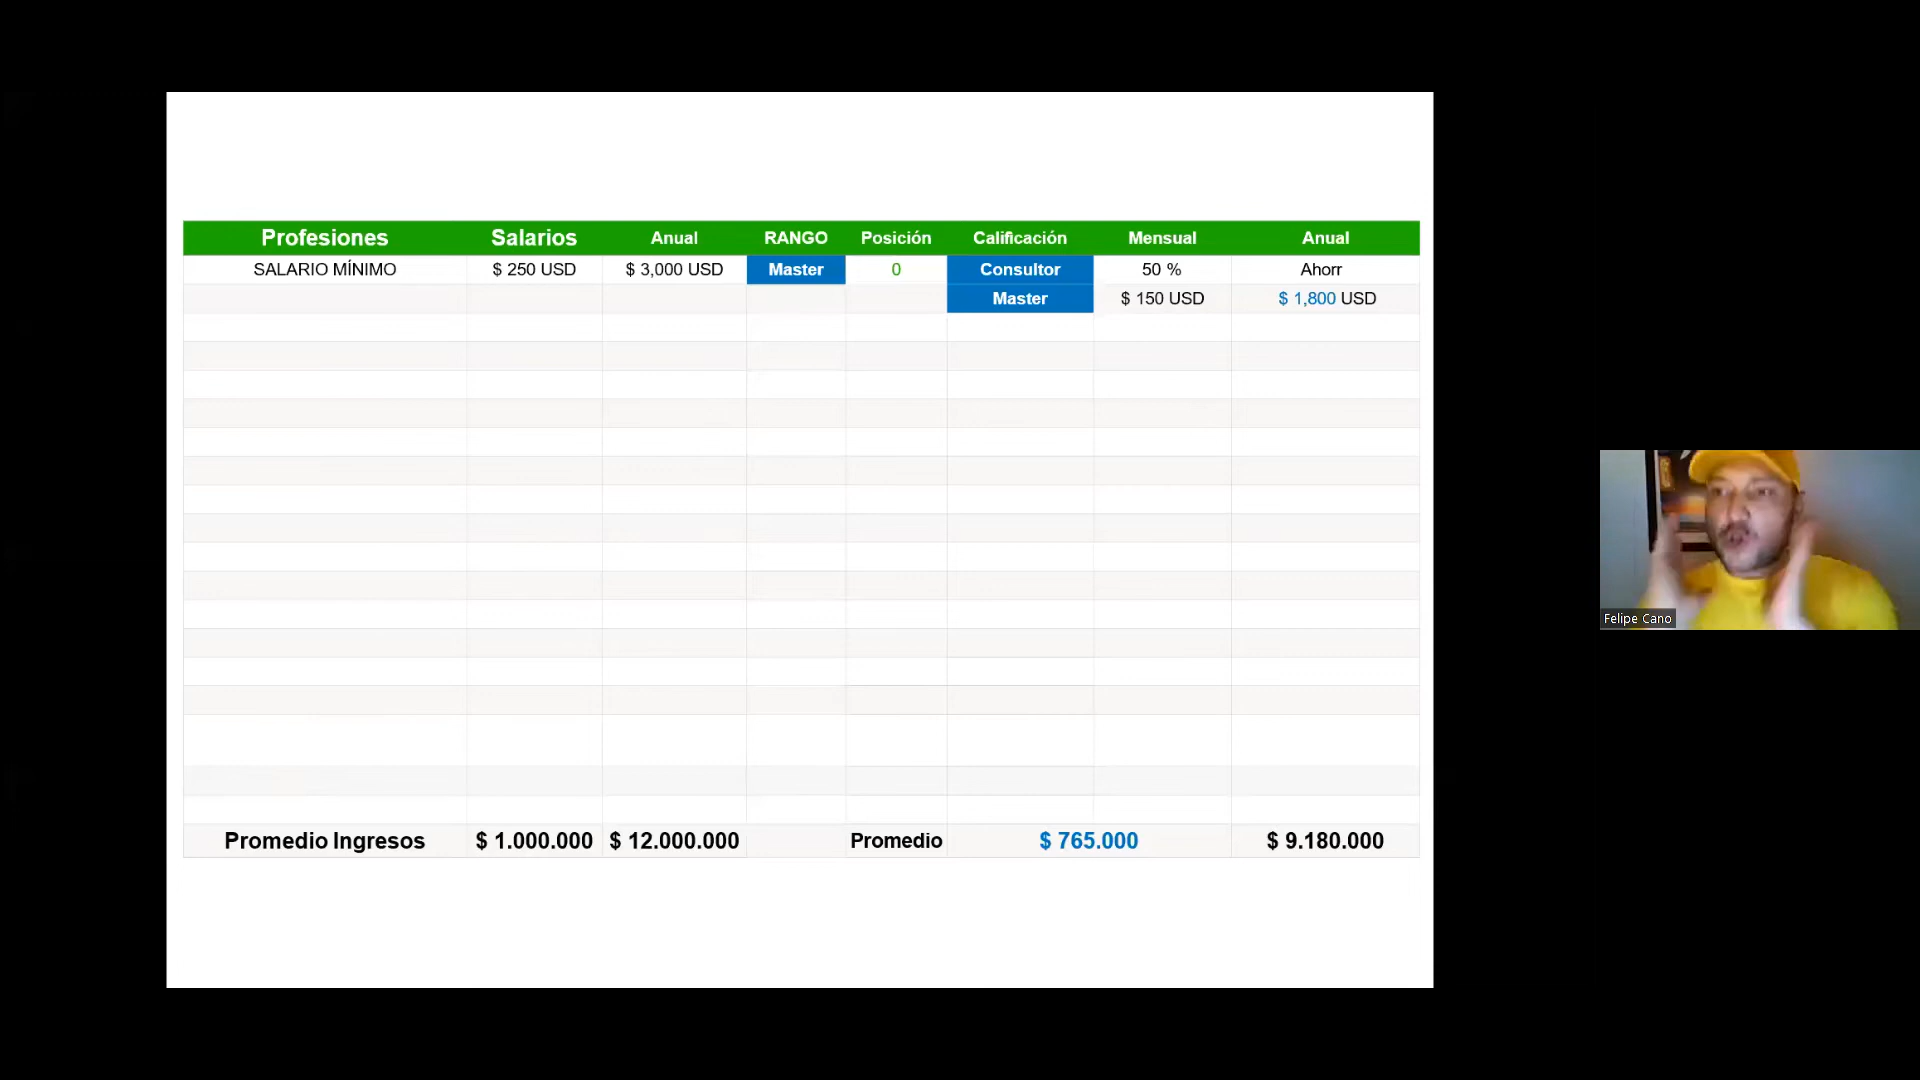 Profesiones Salarios Anual RANGO Posición Calificación Mensual Anual
SALARIO MÍNIMO $ 250 USD $ 3,000 USD Master 0 Consultor 50 % Ahorr
Master $ 150 USD $ 1,800 USD
Promedio Ingresos $ 1.000.000 $ 12.000.000 Promedio $ 765.000 $ 9.180.000
Felipe Cano